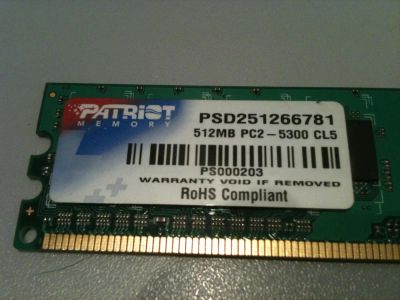 PATRIOT
MEMORY
PSD251266781
512MB PC2-5300 CL5
PS000203
WARRANTY VOID IF REMOVED
RoHS Compliant